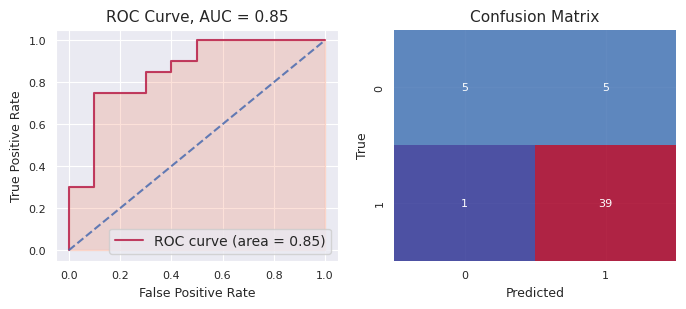 ROC Curve, AUC = 0.85
True Positive Rate
1.0
0.8
0.6
0.4
0.2
0.0
ROC curve (area = 0.85)
0.0 0.2 0.4 0.6 0.8 1.0
False Positive Rate
Confusion Matrix
True
0
1
5 5
1 39
0 1
Predicted